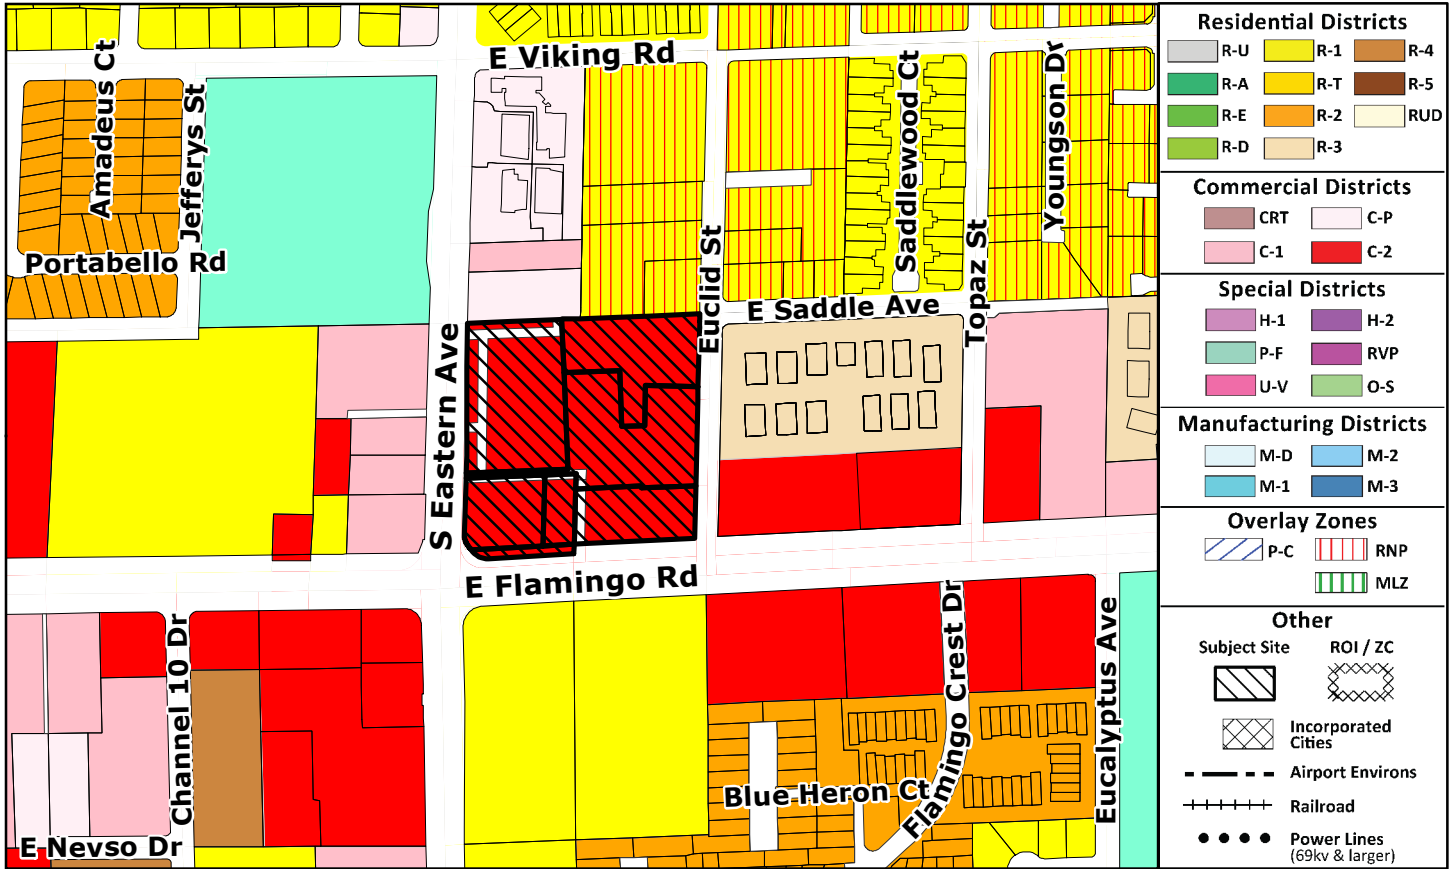 E Viking Rd
Amadeus Ct
Jefferys St
Portabello Rd
Saddlewood Ct
Youngson Dr
Euclid St
Topaz St
E Saddle Ave
S Eastern Ave
E Flamingo Rd
Channel 10 Dr
E Nevso Dr
Blue Heron Ct
Flamingo Crest Dr
Eucalyptus Ave
Residential Districts
R-U
R-1
R-4
R-A
R-T
R-5
R-E
R-2
RUD
R-D
R-3
Commercial Districts
CRT
C-P
C-1
C-2
Special Districts
H-1
H-2
P-F
RVP
U-V
O-S
Manufacturing Districts
M-D
M-2
M-1
M-3
Overlay Zones
P-C
RNP
MLZ
Other
Subject Site
ROI / ZC
Incorporated
Cities
Airport Environs
Railroad
Power Lines
(69kv & larger)